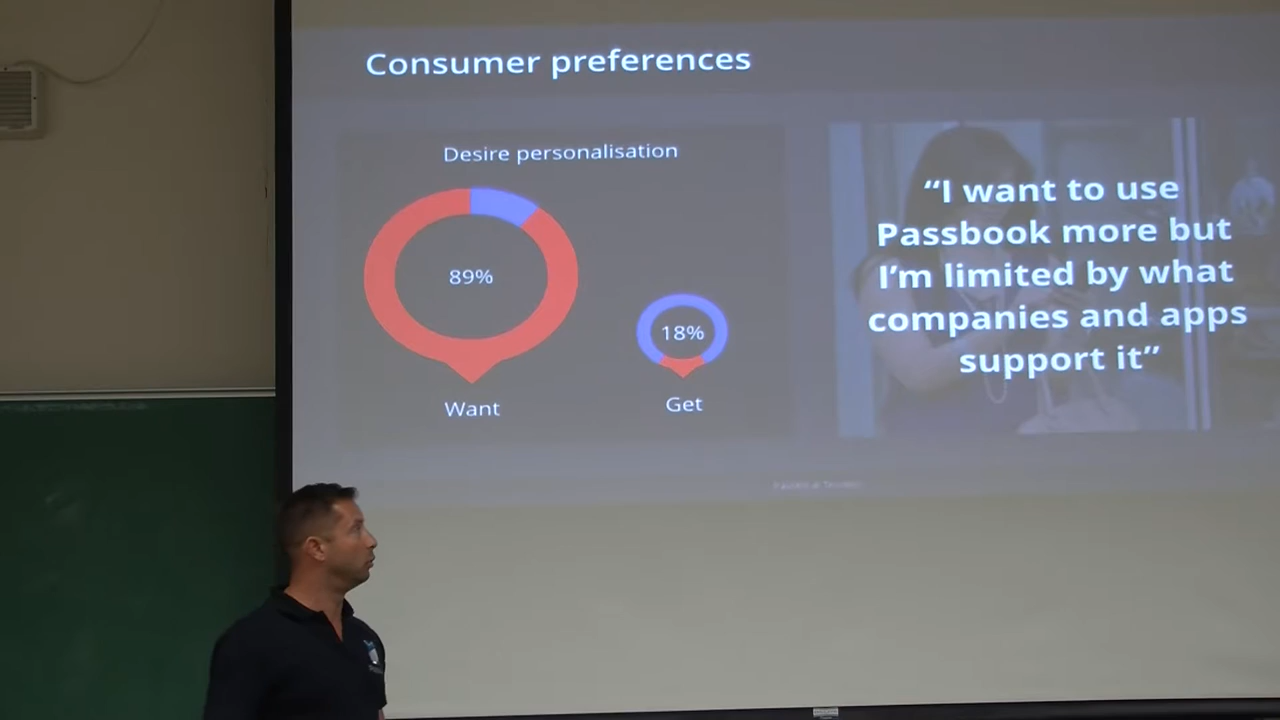 Consumer preferences
Desire personalisation
89%
18%
Want
Get
“I want to use
Passbook more but
I’m limited by what
companies and apps
support it”